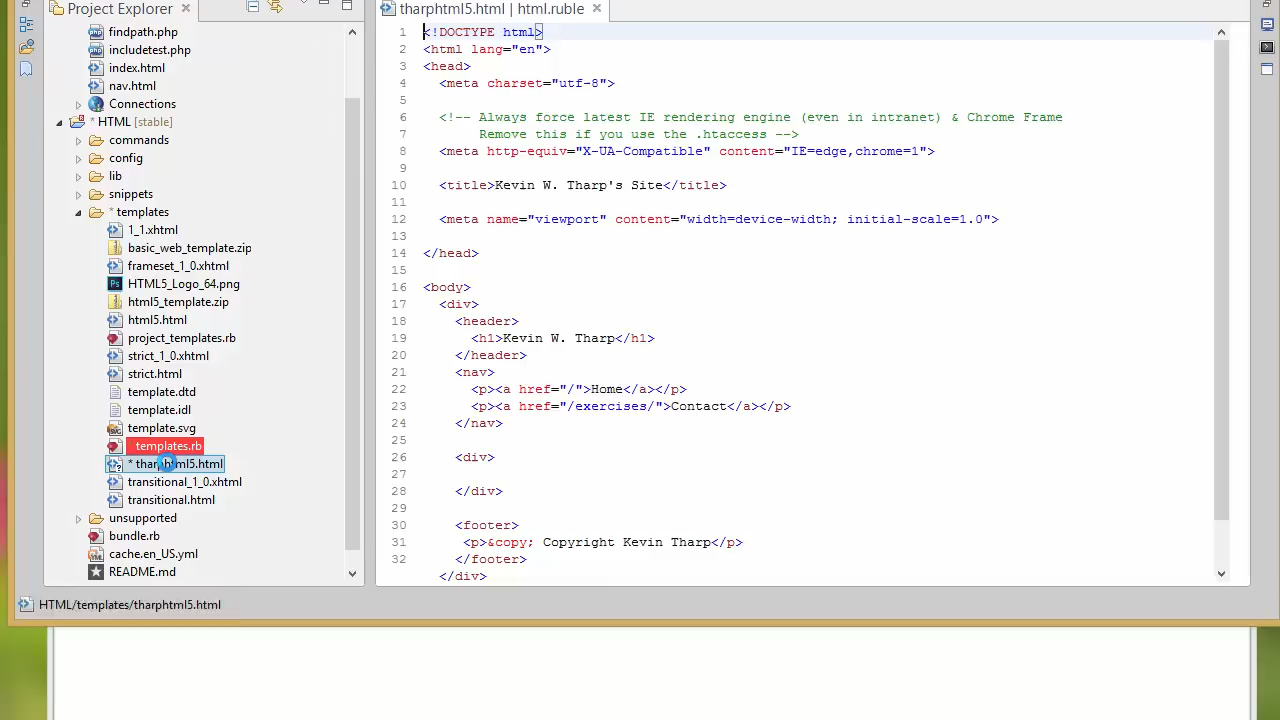 Project Explorer
findpath.php
includetest.php
index.html
nav.html
Connections
* HTML [stable]
commands
config
lib
snippets
* templates
1_1.xhtml
basic_web_template.zip
frameset_1_0.xhtml
HTML5_Logo_64.png
html5_template.zip
html5.html
project_templates.rb
strict_1_0.xhtml
strict.html
template.dtd
template.idl
template.svg
templates.rb
* tharphtml5.html
transitional_1_0.xhtml
transitional.html
unsupported
bundle.rb
cache.en_US.yml
README.md
HTML/templates/tharphtml5.html
tharphtml5.html | html.ruble
1 <!DOCTYPE html>
2 <html lang="en">
3 <head>
4 <meta charset="utf-8">
5
6 <!-- Always force latest IE rendering engine (even in intranet) & Chrome Frame
7 Remove this if you use the .htaccess -->
8 <meta http-equiv="X-UA-Compatible" content="IE=edge,chrome=1">
9
10 <title>Kevin W. Tharp's Site</title>
11
12 <meta name="viewport" content="width=device-width; initial-scale=1.0">
13
14 </head>
15
16 <body>
17 <div>
18 <header>
19 <h1>Kevin W. Tharp</h1>
20 </header>
21 <nav>
22 <p><a href="/">Home</a></p>
23 <p><a href="/exercises/">Contact</a></p>
24 </nav>
25
26 <div>
27
28 </div>
29
30 <footer>
31 <p>&copy; Copyright Kevin Tharp</p>
32 </footer>
</div>